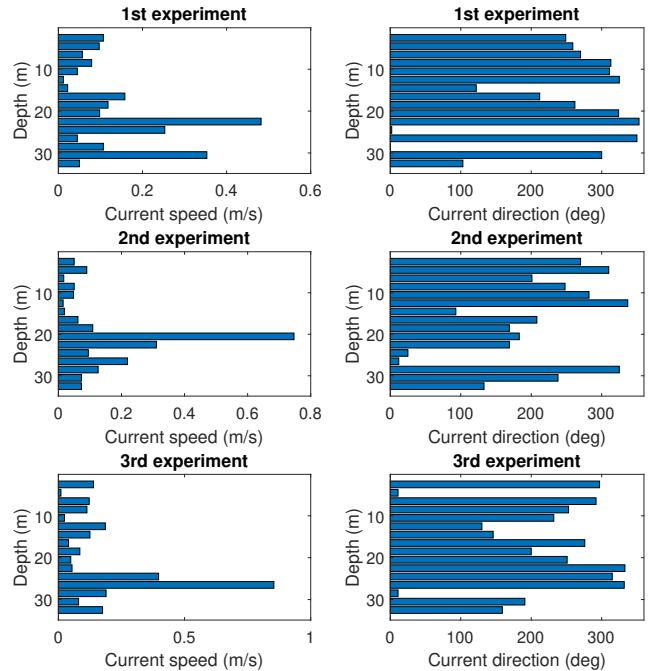 1st experiment
10
20
30
Depth (m)
0 0.2 0.4 0.6
Current speed (m/s)
1st experiment
10
20
30
Depth (m)
0 100 200 300
Current direction (deg)
2nd experiment
10
20
30
Depth (m)
0 0.2 0.4 0.6 0.8
Current speed (m/s)
2nd experiment
10
20
30
Depth (m)
0 100 200 300
Current direction (deg)
3rd experiment
10
20
30
Depth (m)
0 0.5 1
Current speed (m/s)
3rd experiment
10
20
30
Depth (m)
0 100 200 300
Current direction (deg)